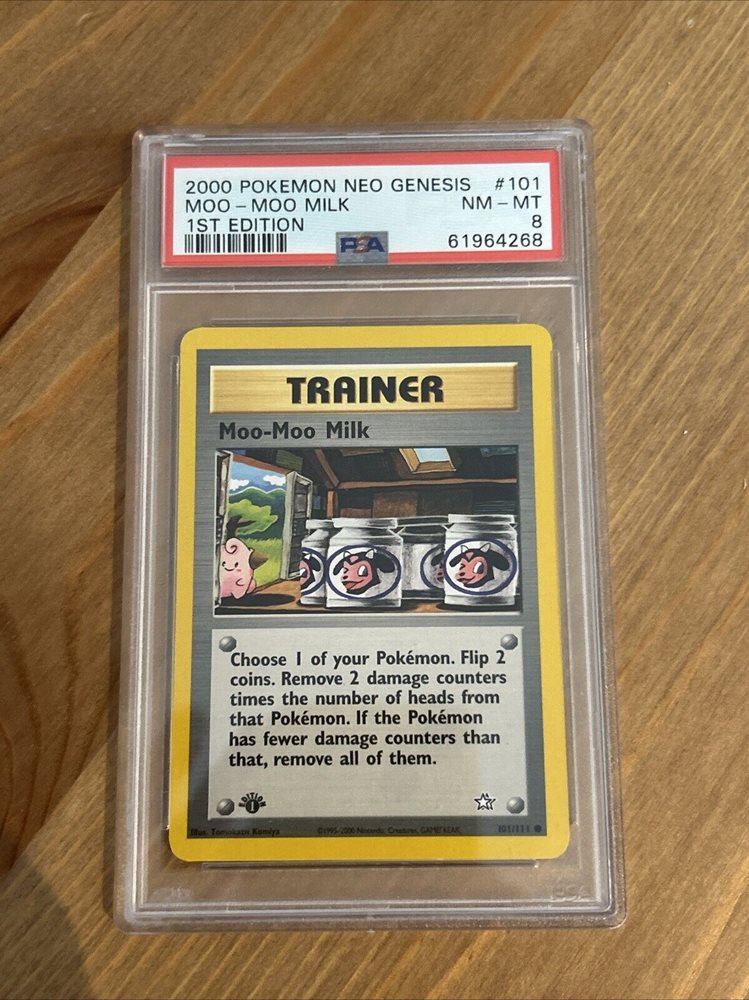 2000 POKEMON NEO GENESIS #101
MOO-MOO MILK NM-MT
1ST EDITION 8
PSA 61964268
TRAINER
Moo-Moo Milk
Choose 1 of your Pokémon. Flip 2
coins. Remove 2 damage counters
times the number of heads from
that Pokémon. If the Pokémon
has fewer damage counters than
that, remove all of them.
EDITION 1
Illus. Tomokazu Komiya ©1995-2000 Nintendo, Creatures, GAMEFREAK. 101/111
PSA